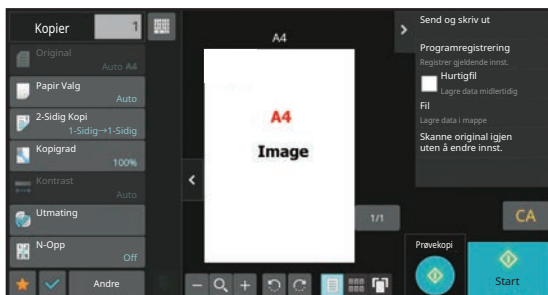 Kopier
1
Original
Auto A4
Papir Valg
Auto
2-Sidig Kopi
1-Sidig→1-Sidig
Kopigrad
100%
Kontrast
Auto
Utmating
N-Opp
Off
Andre
A4
A4
Image
1/1
Send og skriv ut
Programregistrering
Registrer gjeldende innst.
Hurtigfil
Lagre data midlertidig
Fil
Lagre data i mappe
Skanne original igjen
uten å endre innst.
CA
Prøvekopi
Start